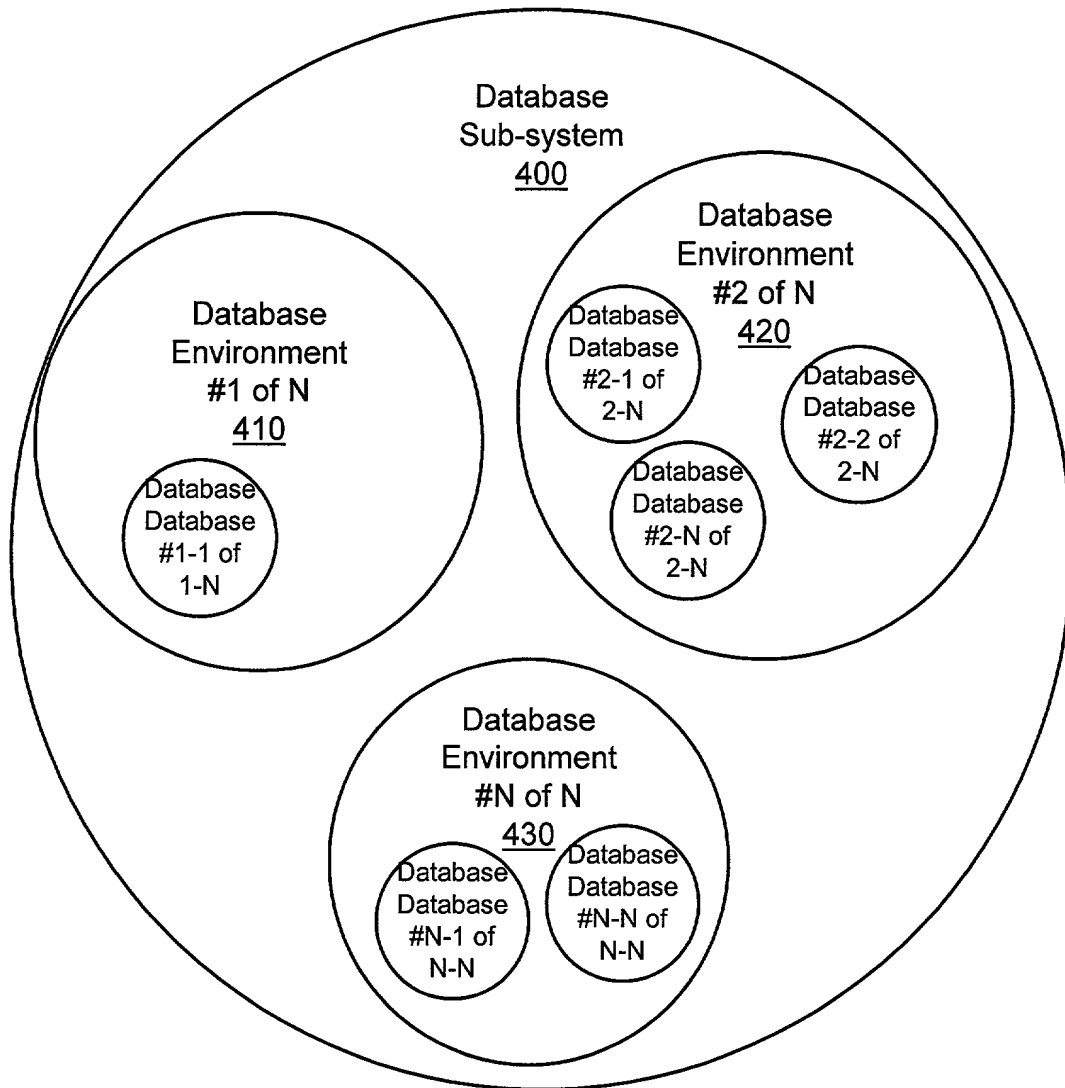 Database
Sub-system
400
Database
Environment
#2 of N
420
Database
Database
#2-1 of
2-N
Database
Database
#2-2 of
2-N
Database
Database
#2-N of
2-N
Database
Environment
#1 of N
410
Database
Database
#1-1 of
1-N
Database
Environment
#N of N
430
Database
Database
#N-1 of
N-N
Database
Database
#N-N of
N-N